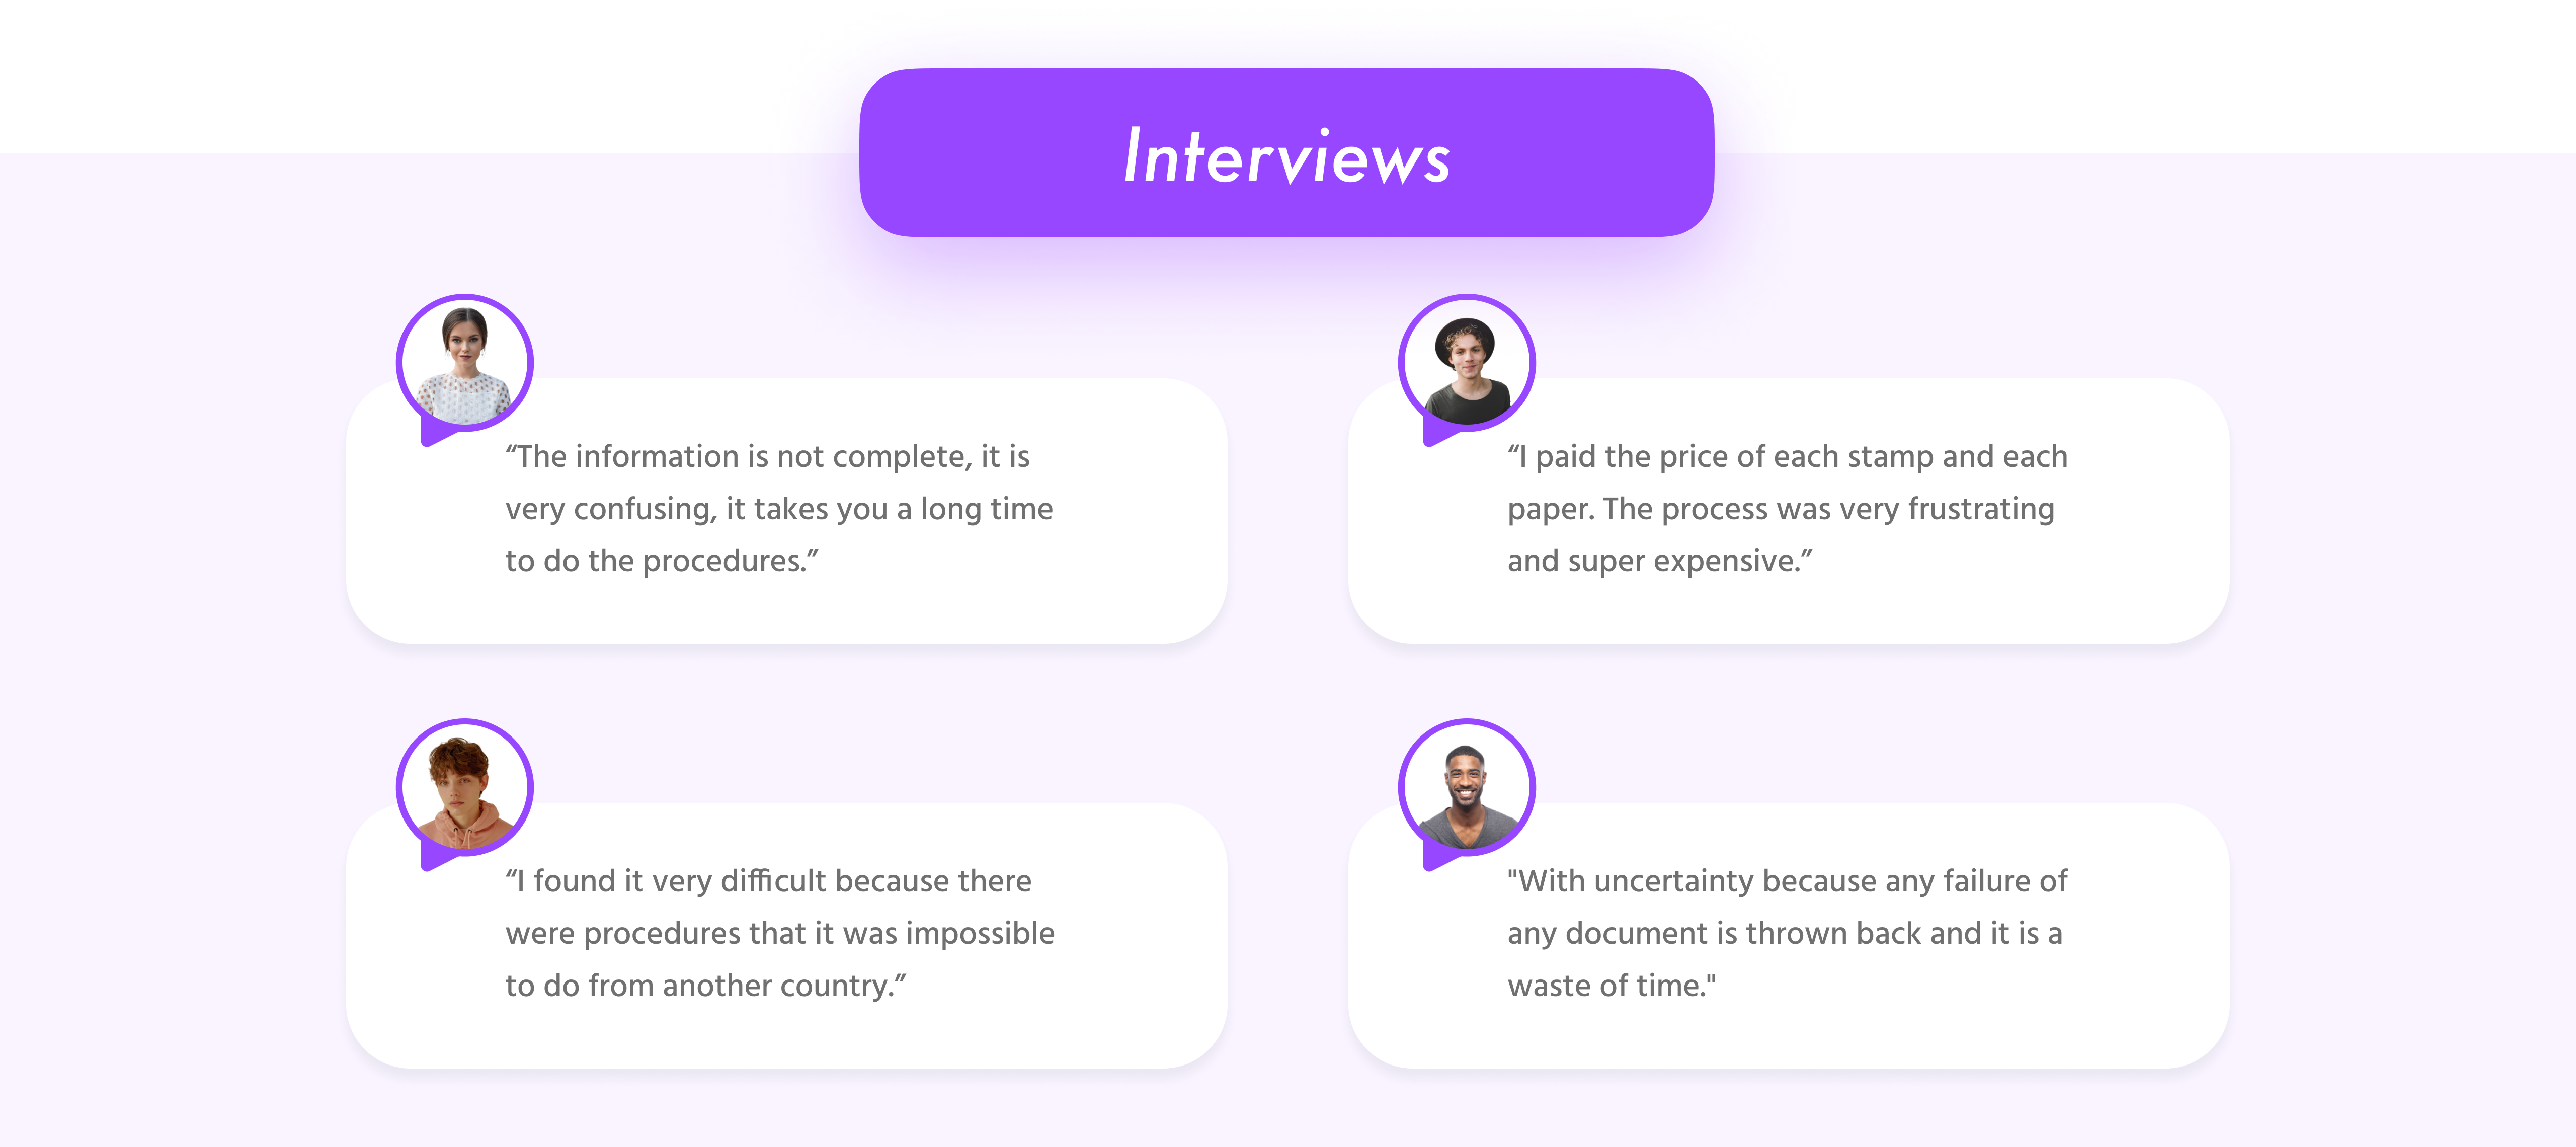 Interviews
“The information is not complete, it is
very confusing, it takes you a long time
to do the procedures.”
“I paid the price of each stamp and each
paper. The process was very frustrating
and super expensive.”
“I found it very difficult because there
were procedures that it was impossible
to do from another country.”
"With uncertainty because any failure of
any document is thrown back and it is a
waste of time."